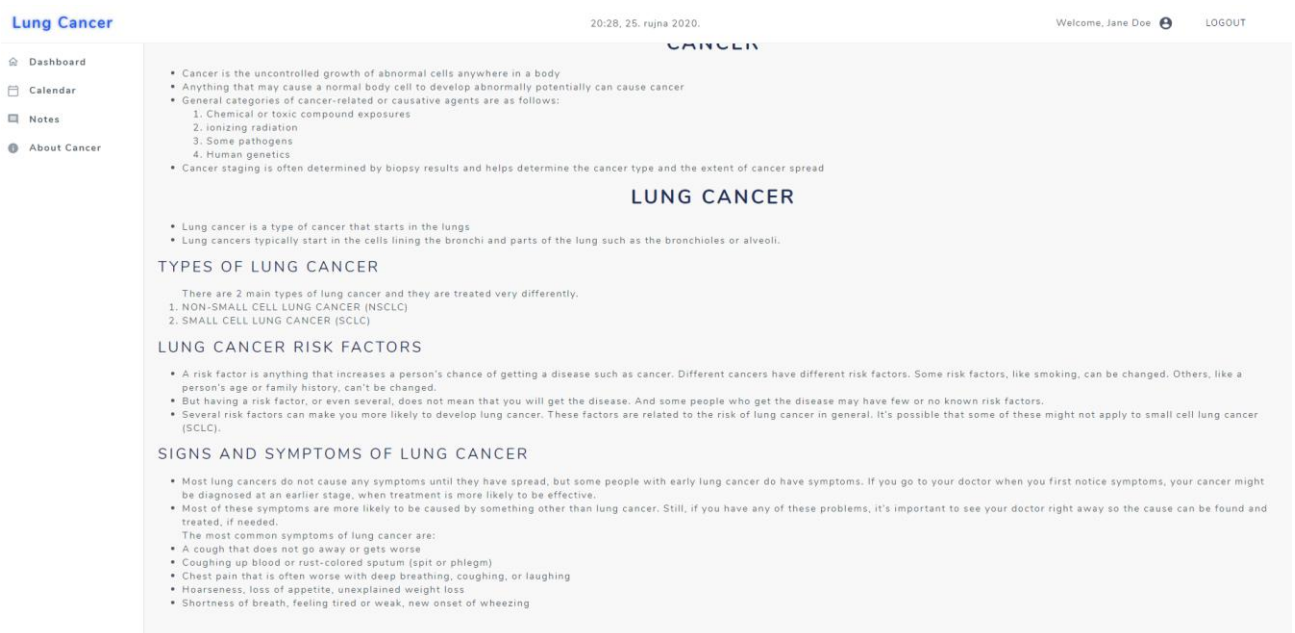 Lung Cancer
20:28, 25. rujna 2020.
Welcome, Jane Doe
LOGOUT
Dashboard
Calendar
Notes
About Cancer
CANCER
• Cancer is the uncontrolled growth of abnormal cells anywhere in a body
• Anything that may cause a normal body cell to develop abnormally potentially can cause cancer
• General categories of cancer-related or causative agents are as follows:
1. Chemical or toxic compound exposures
2. ionizing radiation
3. Some pathogens
4. Human genetics
• Cancer staging is often determined by biopsy results and helps determine the cancer type and the extent of cancer spread
LUNG CANCER
• Lung cancer is a type of cancer that starts in the lungs
• Lung cancers typically start in the cells lining the bronchi and parts of the lung such as the bronchioles or alveoli.
TYPES OF LUNG CANCER
There are 2 main types of lung cancer and they are treated very differently.
1. NON-SMALL CELL LUNG CANCER (NSCLC)
2. SMALL CELL LUNG CANCER (SCLC)
LUNG CANCER RISK FACTORS
• A risk factor is anything that increases a person's chance of getting a disease such as cancer. Different cancers have different risk factors. Some risk factors, like smoking, can be changed. Others, like a
person's age or family history, can't be changed.
• But having a risk factor, or even several, does not mean that you will get the disease. And some people who get the disease may have few or no known risk factors.
• Several risk factors can make you more likely to develop lung cancer. These factors are related to the risk of lung cancer in general. It's possible that some of these might not apply to small cell lung cancer
(SCLC).
SIGNS AND SYMPTOMS OF LUNG CANCER
• Most lung cancers do not cause any symptoms until they have spread, but some people with early lung cancer do have symptoms. If you go to your doctor when you first notice symptoms, your cancer might
be diagnosed at an earlier stage, when treatment is more likely to be effective.
• Most of these symptoms are more likely to be caused by something other than lung cancer. Still, if you have any of these problems, it's important to see your doctor right away so the cause can be found and
treated, if needed.
The most common symptoms of lung cancer are:
• A cough that does not go away or gets worse
• Coughing up blood or rust-colored sputum (spit or phlegm)
• Chest pain that is often worse with deep breathing, coughing, or laughing
• Hoarseness, loss of appetite, unexplained weight loss
• Shortness of breath, feeling tired or weak, new onset of wheezing